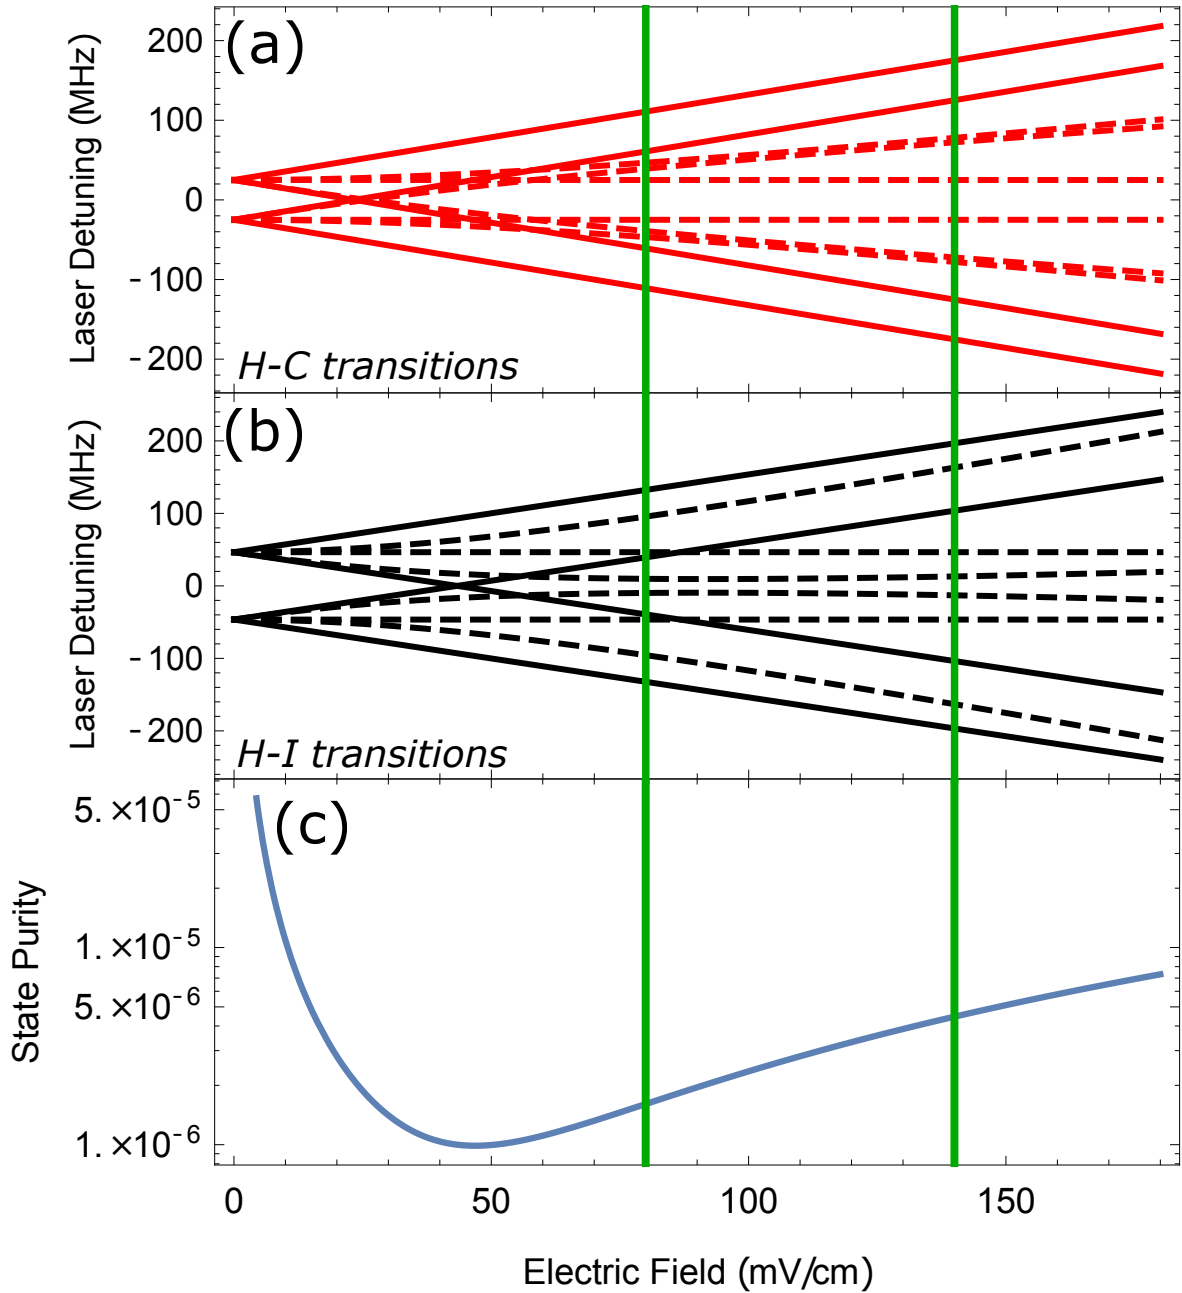 (a)
Laser Detuning (MHz)
200
100
0
-100
-200
H-C transitions
(b)
Laser Detuning (MHz)
200
100
0
-100
-200
H-I transitions
(c)
State Purity
5.×10⁻⁵
1.×10⁻⁵
5.×10⁻⁶
1.×10⁻⁶
0 50 100 150
Electric Field (mV/cm)